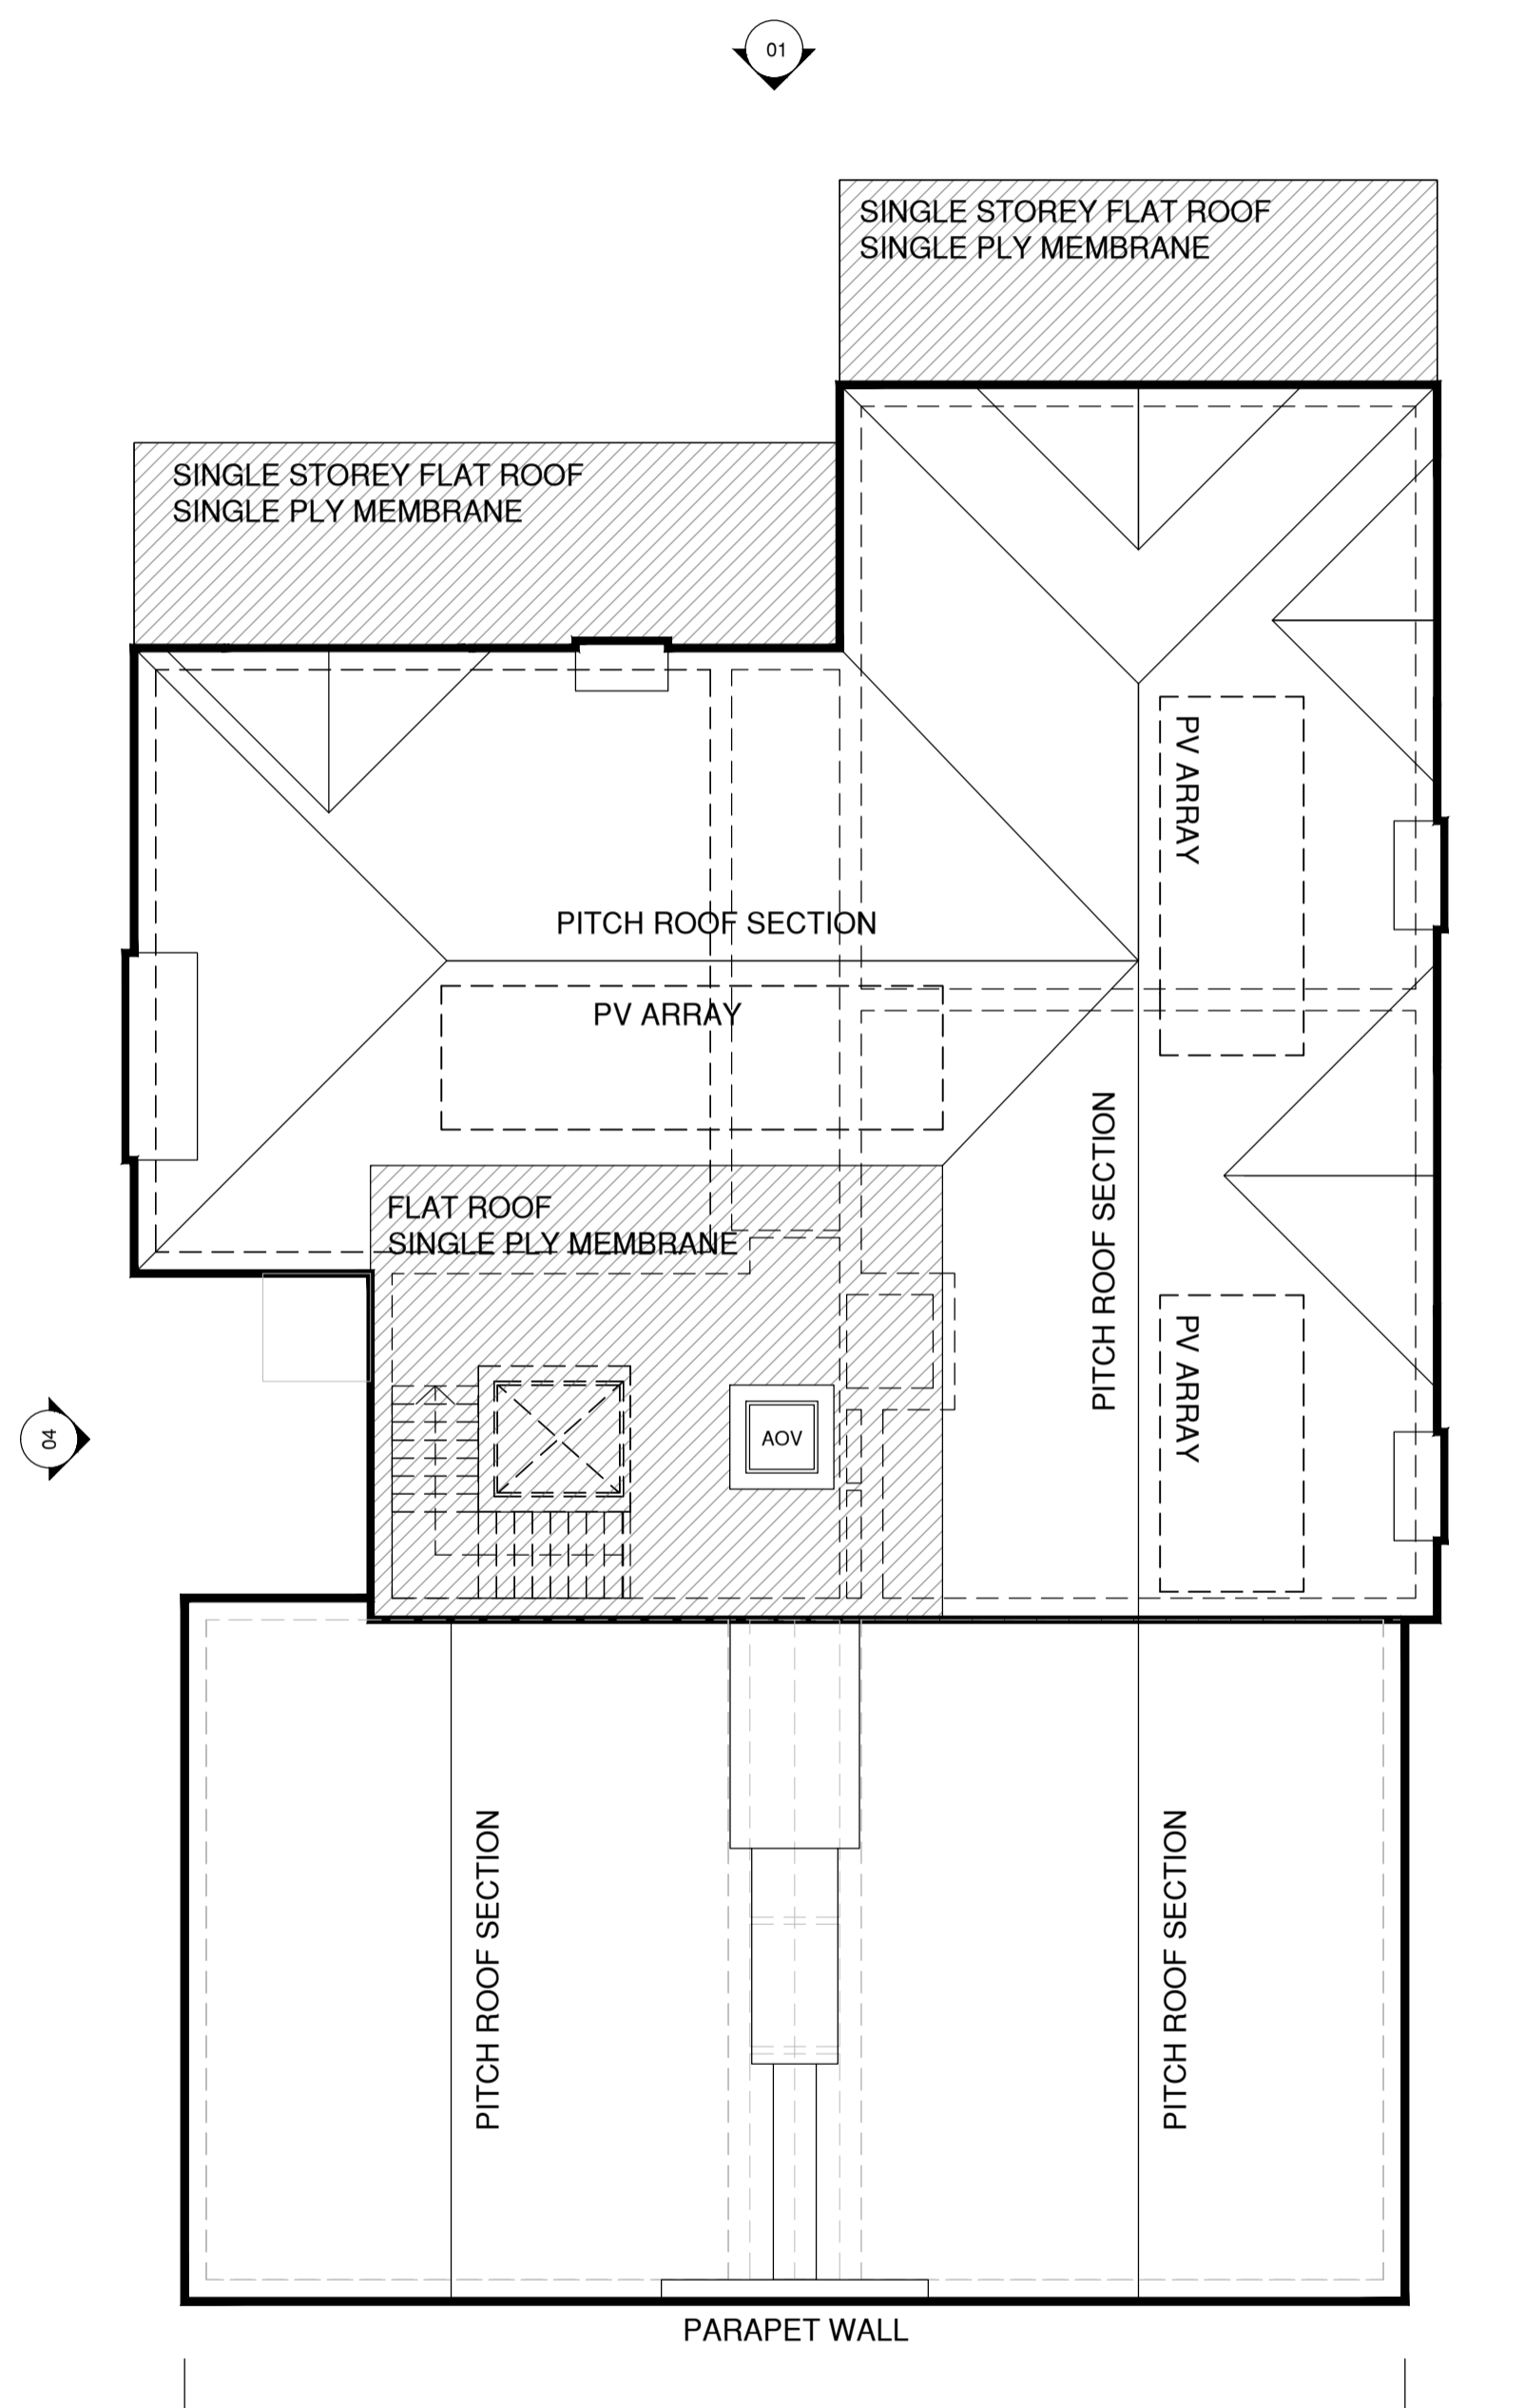 01
SINGLE STOREY FLAT ROOF
SINGLE PLY MEMBRANE
SINGLE STOREY FLAT ROOF
SINGLE PLY MEMBRANE
PV ARRAY
PITCH ROOF SECTION
PV ARRAY
PITCH ROOF SECTION
FLAT ROOF
SINGLE PLY MEMBRANE
PV ARRAY
04
AOV
PITCH ROOF SECTION
PITCH ROOF SECTION
PARAPET WALL